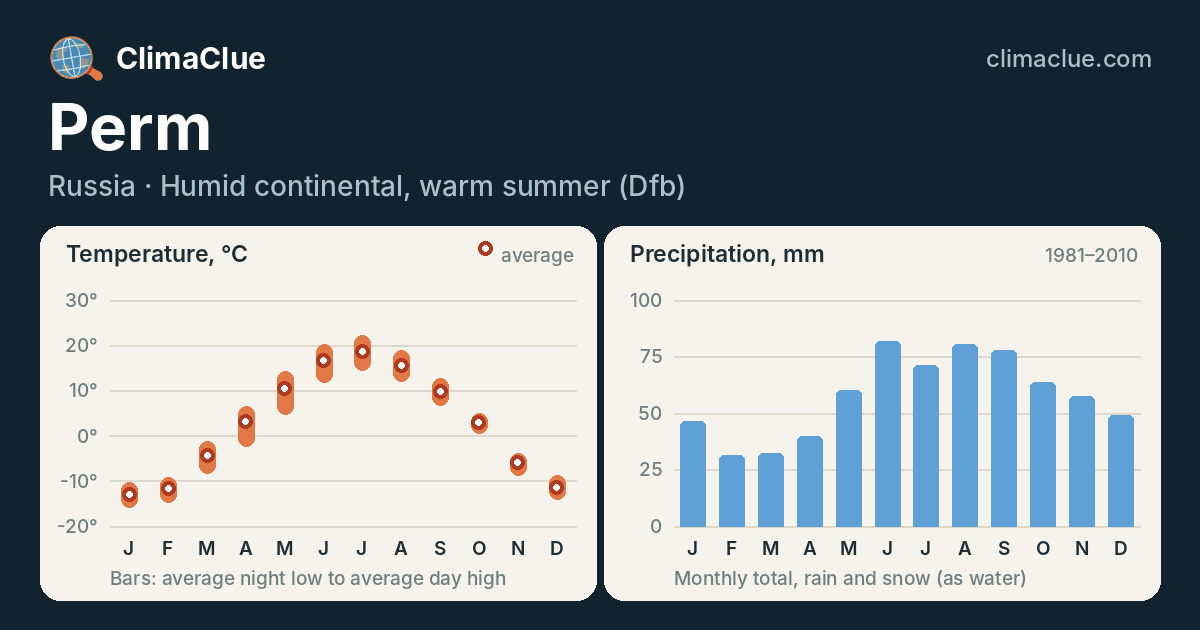 ClimaClue
climaclue.com
Perm
Russia · Humid continental, warm summer (Dfb)
Temperature, °C
average
30°
20°
10°
0°
-10°
-20°
J F M A M J J A S O N D
Bars: average night low to average day high
Precipitation, mm
1981–2010
100
75
50
25
0
J F M A M J J A S O N D
Monthly total, rain and snow (as water)